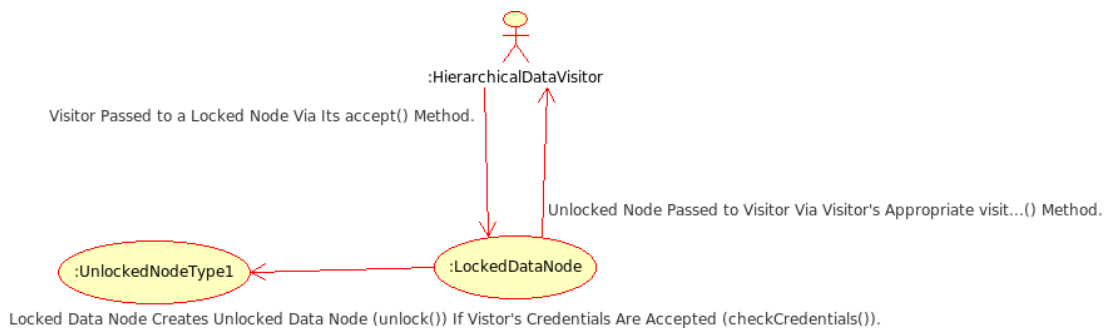 :HierarchicalDataVisitor
Visitor Passed to a Locked Node Via Its accept() Method.
Unlocked Node Passed to Visitor Via Visitor's Appropriate visit...() Method.
:UnlockedNodeType1
:LockedDataNode
Locked Data Node Creates Unlocked Data Node (unlock()) If Vistor's Credentials Are Accepted (checkCredentials()).